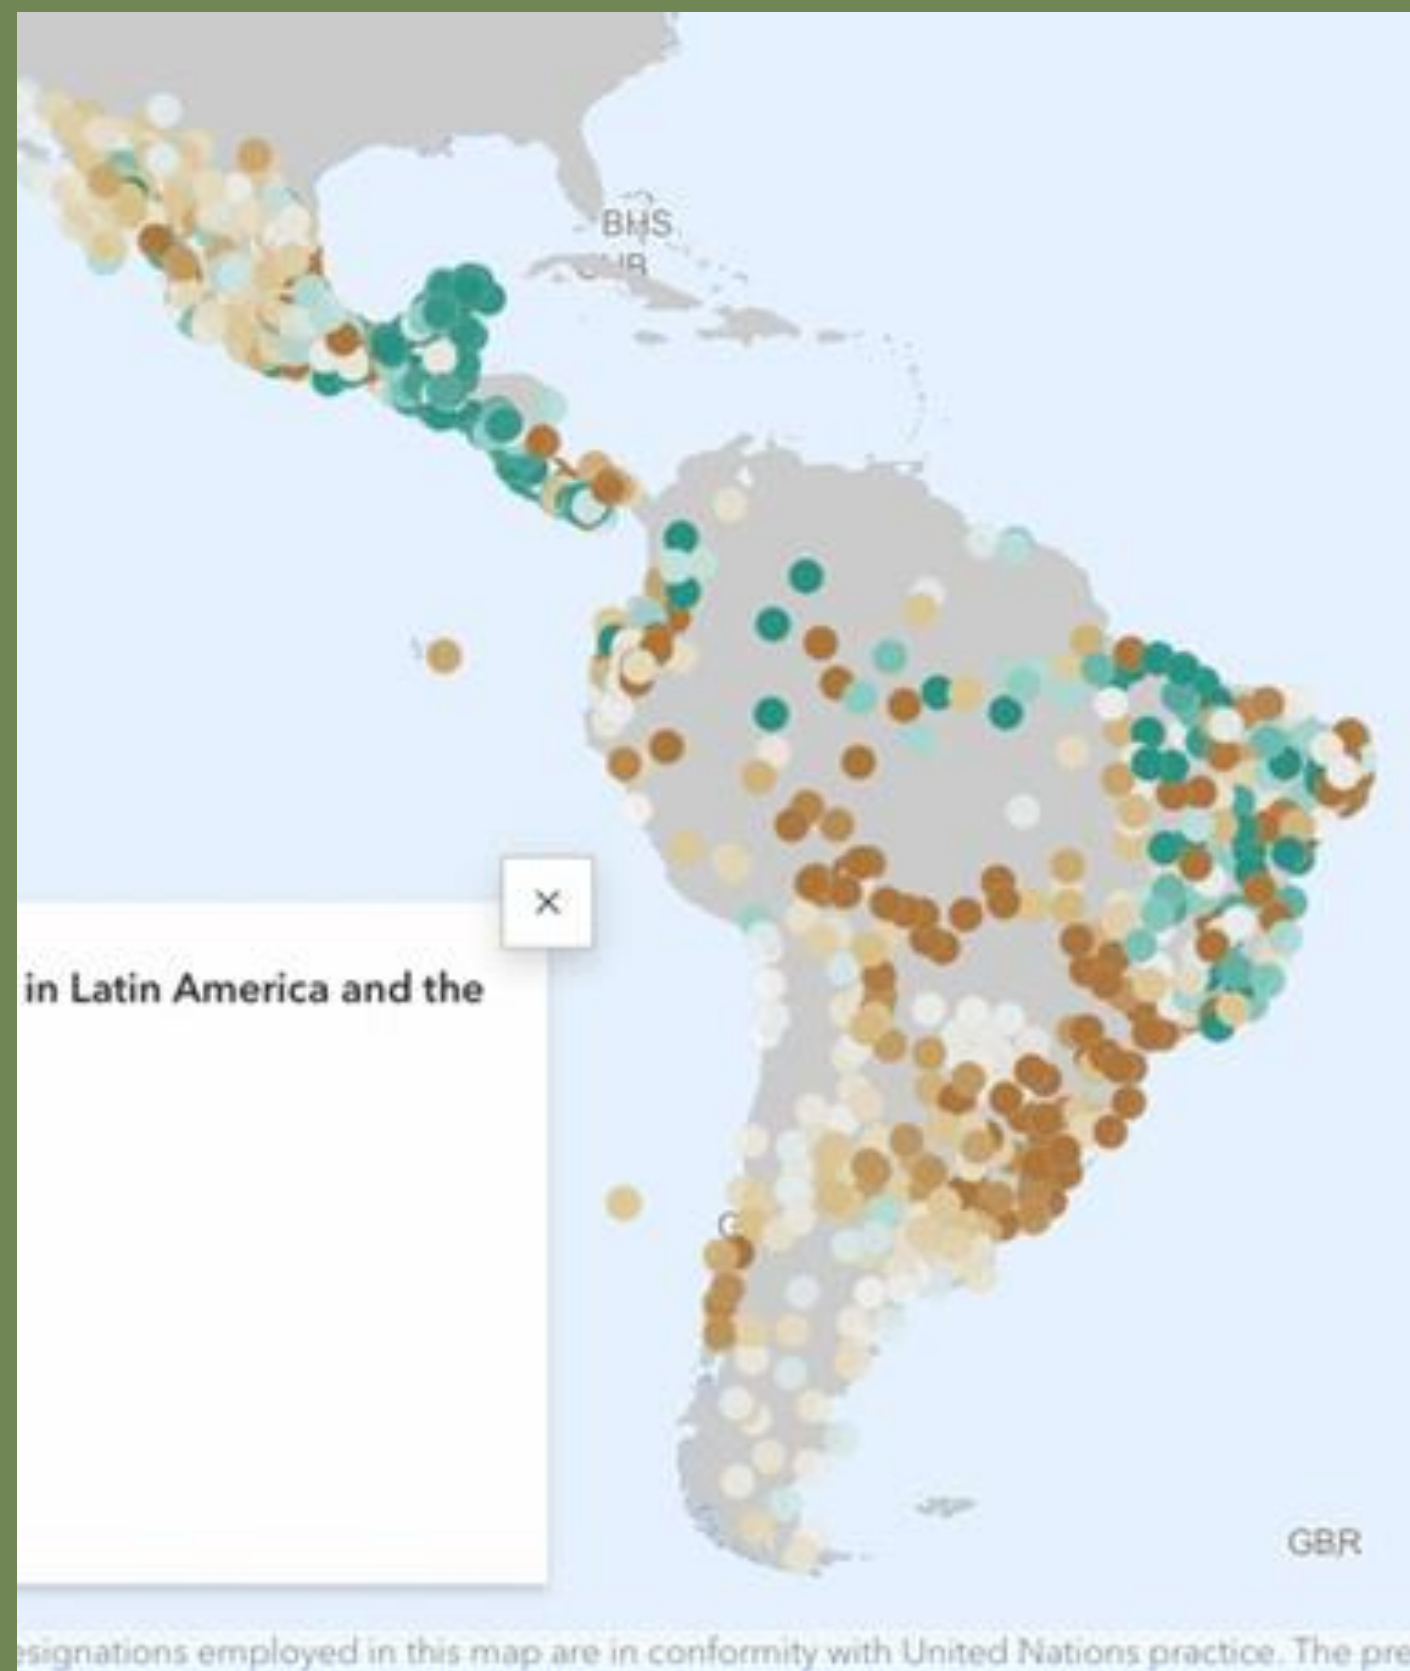 BHS
in Latin America and the
GBR
esignations employed in this map are in conformity with United Nations practice. The pre